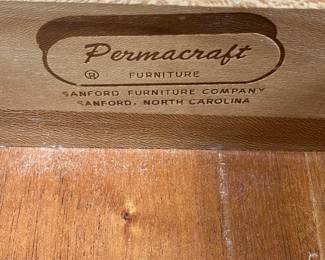 Permacraft
® FURNITURE
SANFORD FURNITURE COMPANY
SANFORD, NORTH CAROLINA